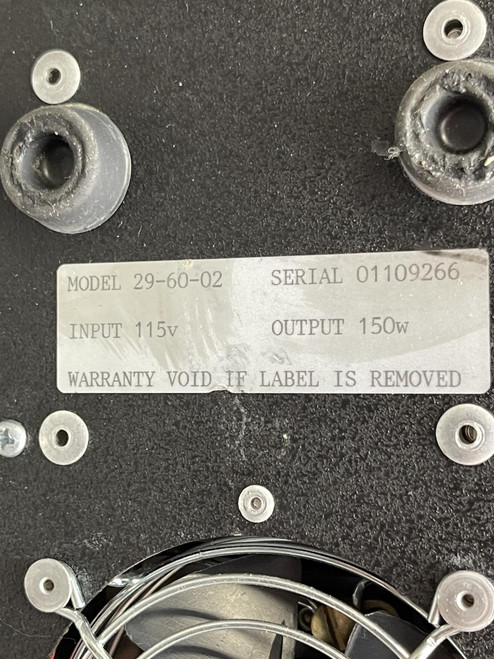 MODEL 29-60-02 SERIAL 01109266
INPUT 115v OUTPUT 150w
WARRANTY VOID IF LABEL IS REMOVED